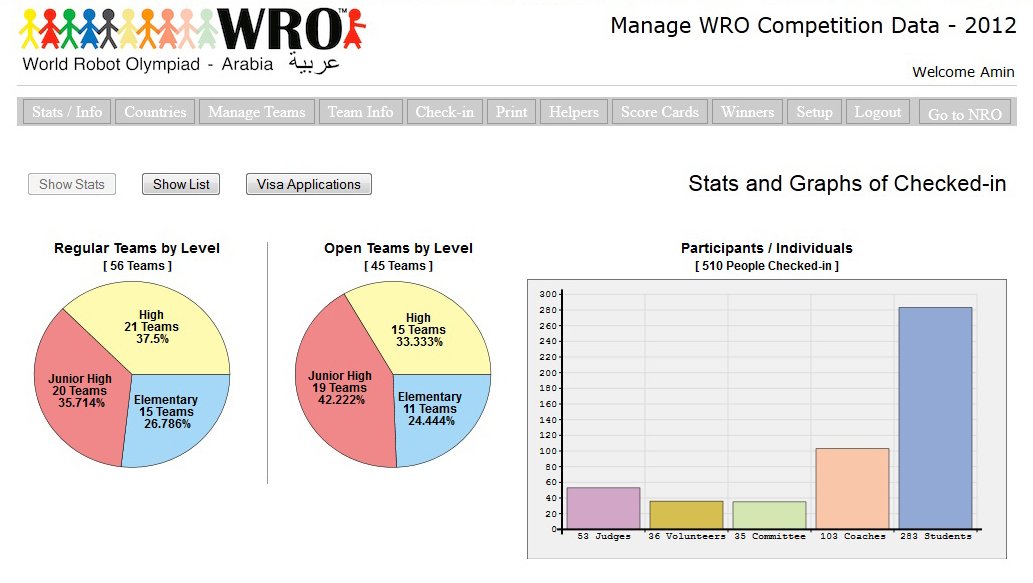 WRO™
World Robot Olympiad - Arabia عربية
Manage WRO Competition Data - 2012
Welcome Amin
Stats / Info Countries Manage Teams Team Info Check-in Print Helpers Score Cards Winners Setup Logout Go to NRO
Show Stats Show List Visa Applications
Stats and Graphs of Checked-in
Regular Teams by Level
[ 56 Teams ]
High
21 Teams
37.5%
Junior High
20 Teams
35.714%
Elementary
15 Teams
26.786%
Open Teams by Level
[ 45 Teams ]
High
15 Teams
33.333%
Junior High
19 Teams
42.222%
Elementary
11 Teams
24.444%
Participants / Individuals
[ 510 People Checked-in ]
300
280
260
240
220
200
180
160
140
120
100
80
60
40
20
0
53 Judges 36 Volunteers 35 Committee 103 Coaches 283 Students